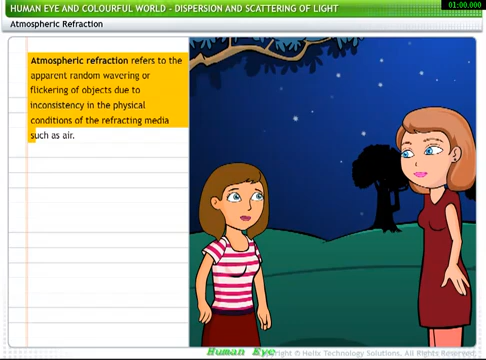 HUMAN EYE AND COLOURFUL WORLD - DISPERSION AND SCATTERING OF LIGHT
01:00.000
Atmospheric Refraction
Atmospheric refraction refers to the
apparent random wavering or
flickering of objects due to
inconsistency in the physical
conditions of the refracting media
such as air.
Human Eye
right © Helix Technology Solutions. All Rights Reserved